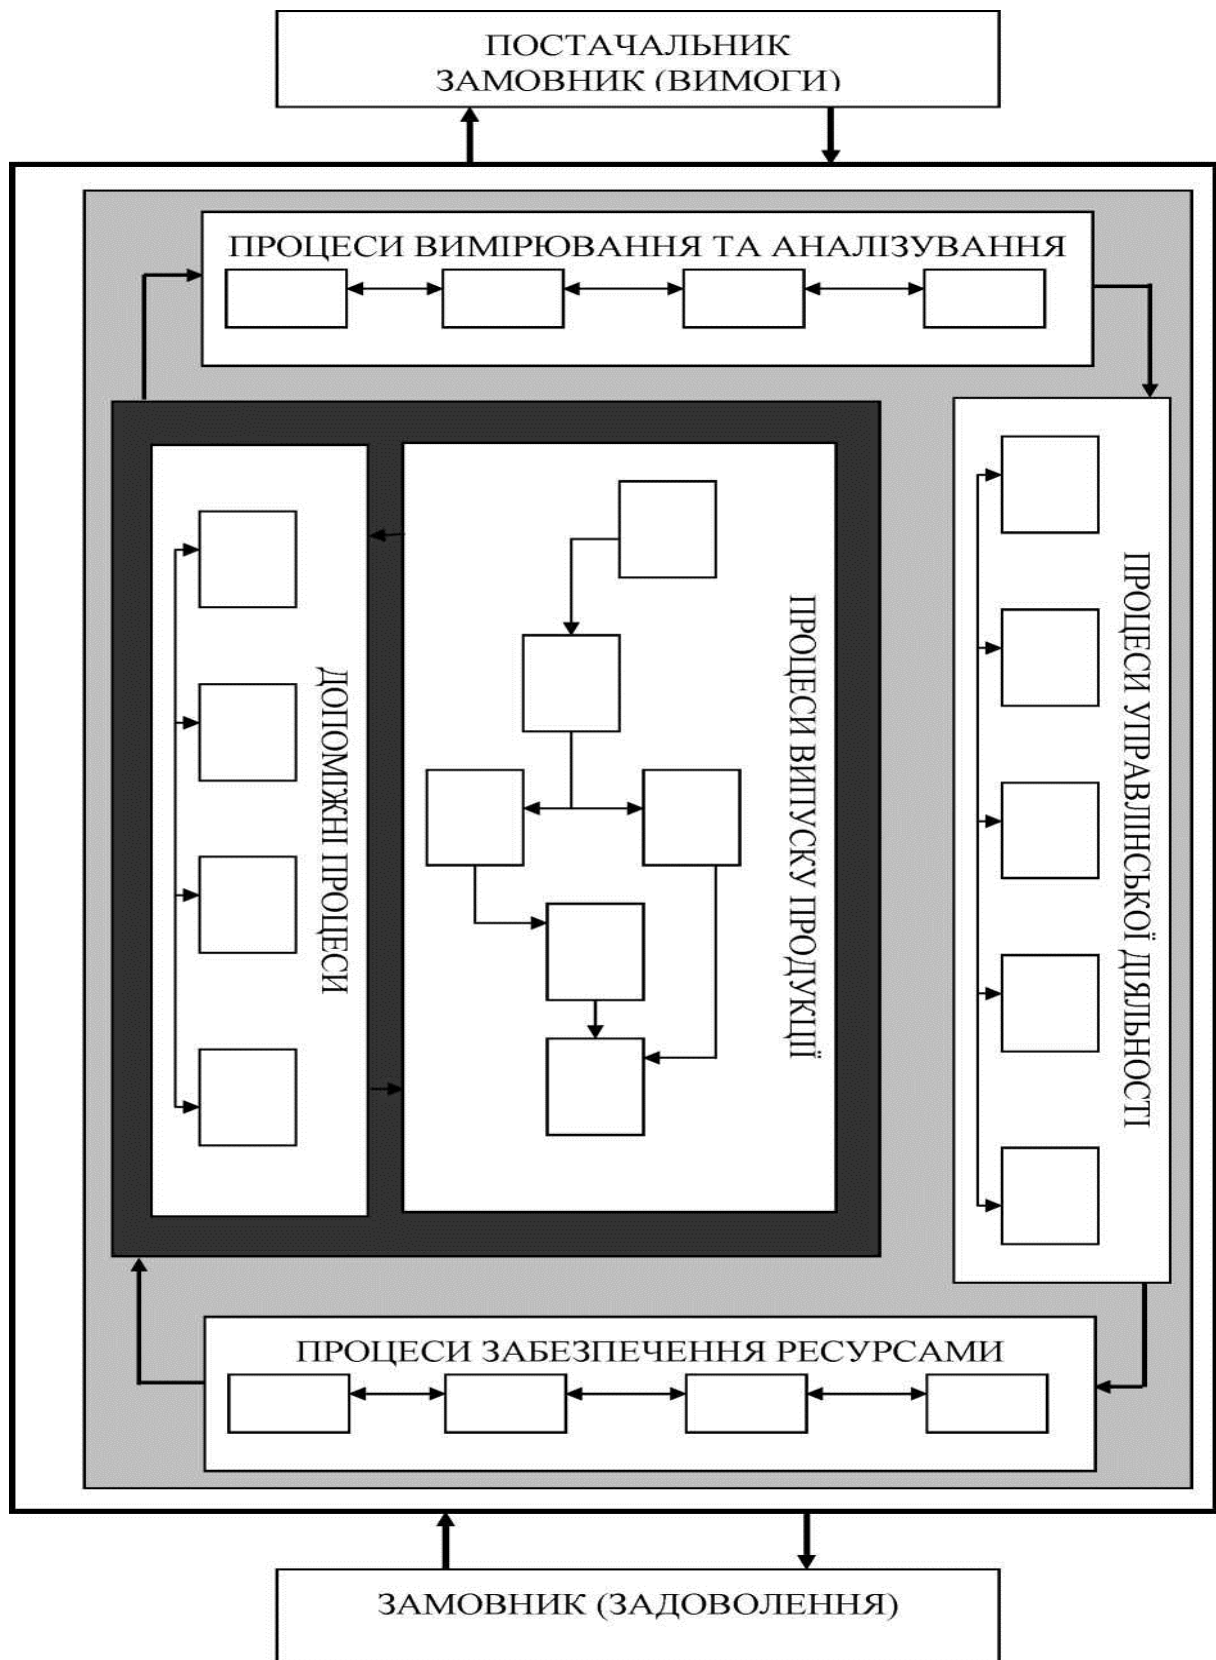 ПОСТАЧАЛЬНИК
ЗАМОВНИК (ВИМОГИ)
ПРОЦЕСИ ВИМІРЮВАННЯ ТА АНАЛІЗУВАННЯ
ДОПОМІЖНІ ПРОЦЕСИ
ПРОЦЕСИ ВИПУСКУ ПРОДУКЦІЇ
ПРОЦЕСИ УПРАВЛІНСЬКОЇ ДІЯЛЬНОСТІ
ПРОЦЕСИ ЗАБЕЗПЕЧЕННЯ РЕСУРСАМИ
ЗАМОВНИК (ЗАДОВОЛЕННЯ)